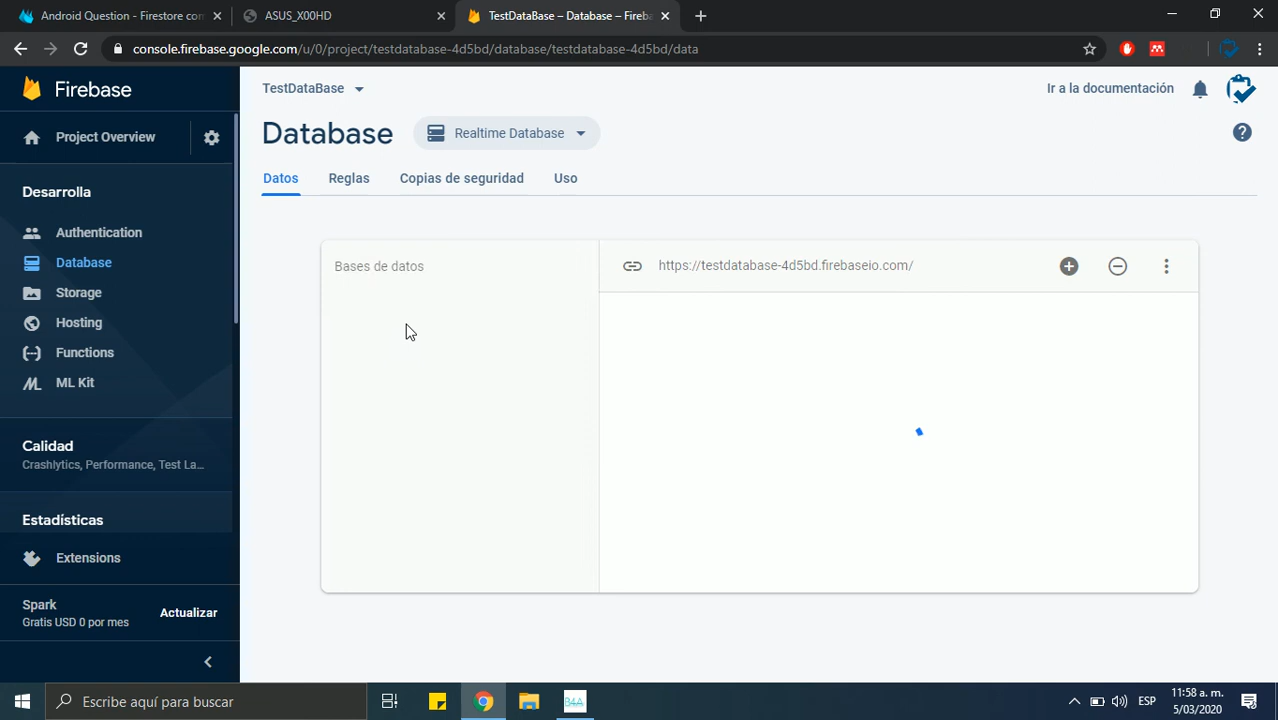 Android Question - Firestore com
ASUS_X00HD
TestDataBase – Database – Fireb
console.firebase.google.com/u/0/project/testdatabase-4d5bd/database/testdatabase-4d5bd/data
Firebase
TestDataBase
Ir a la documentación
Project Overview
Database
Realtime Database
Desarrolla
Datos
Reglas
Copias de seguridad
Uso
Authentication
Database
Storage
Hosting
Functions
ML Kit
Bases de datos
https://testdatabase-4d5bd.firebaseio.com/
Calidad
Crashlytics, Performance, Test La...
Estadísticas
Extensions
Spark
Gratis USD 0 por mes
Actualizar
Escribe aquí para buscar
B4A
ESP
11:58 a. m.
5/03/2020